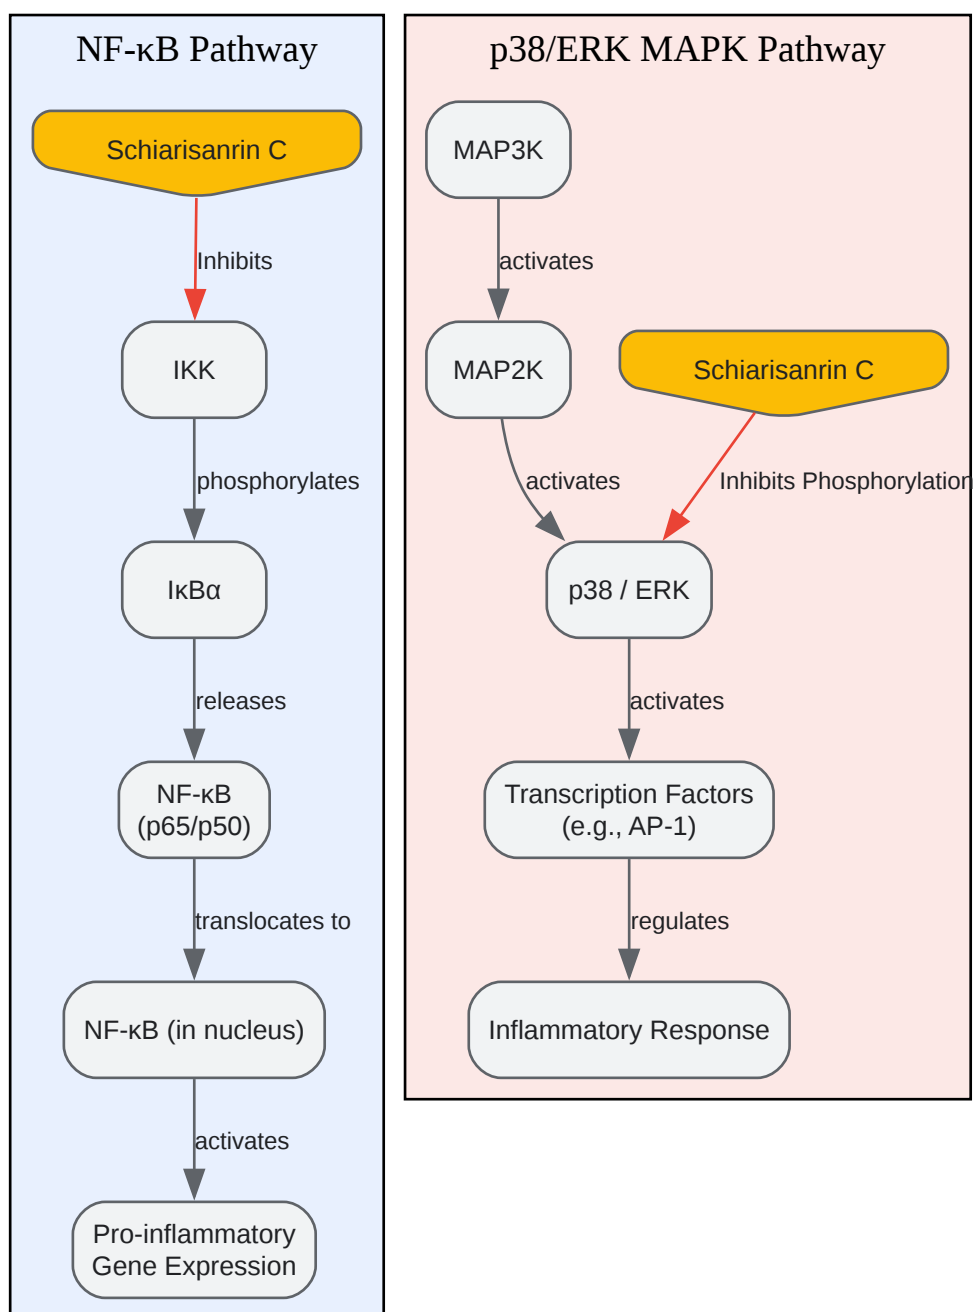 NF-κB Pathway
Schiarisanrin C
Inhibits
IKK
phosphorylates
IκBα
releases
NF-κB
(p65/p50)
translocates to
NF-κB (in nucleus)
activates
Pro-inflammatory
Gene Expression
p38/ERK MAPK Pathway
MAP3K
activates
MAP2K
Schiarisanrin C
activates
Inhibits Phosphorylation
p38 / ERK
activates
Transcription Factors
(e.g., AP-1)
regulates
Inflammatory Response